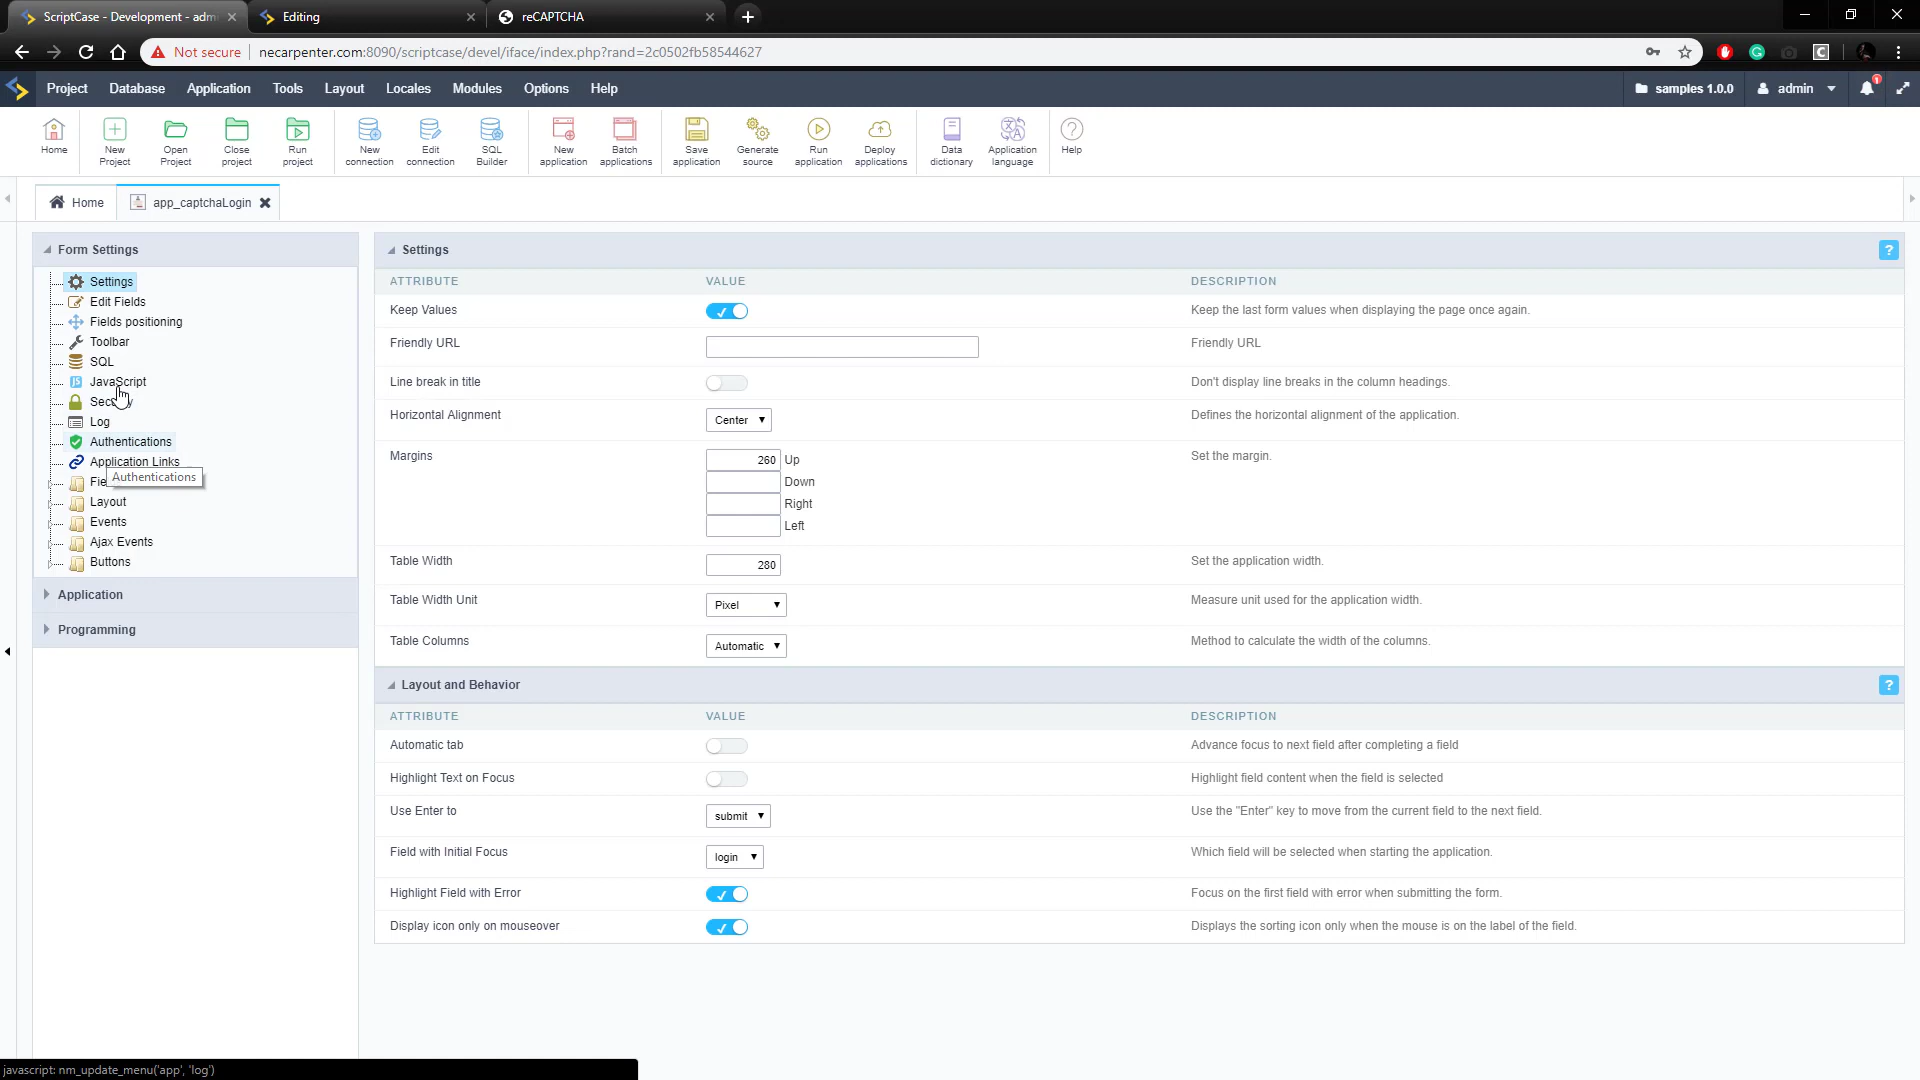 ScriptCase - Development - adm
Editing
reCAPTCHA
Not secure
necarpenter.com:8090/scriptcase/devel/iface/index.php?rand=2c0502fb58544627
Project Database Application Tools Layout Locales Modules Options Help
samples 1.0.0 admin 1
Home
New Project
Open Project
Close project
Run project
New connection
Edit connection
SQL Builder
New application
Batch applications
Save application
Generate source
Run application
Deploy applications
Data dictionary
Application language
Help
Home
app_captchaLogin
Form Settings
Settings
Edit Fields
Fields positioning
Toolbar
SQL
JavaScript
Log
Authentications
Application Links
Authentications
Layout
Events
Ajax Events
Buttons
Application
Programming
Settings ?
ATTRIBUTE VALUE DESCRIPTION
Keep Values Keep the last form values when displaying the page once again.
Friendly URL Friendly URL
Line break in title Don't display line breaks in the column headings.
Horizontal Alignment Center Defines the horizontal alignment of the application.
Margins 260 Up Set the margin.
Down
Right
Left
Table Width 280 Set the application width.
Table Width Unit Pixel Measure unit used for the application width.
Table Columns Automatic Method to calculate the width of the columns.
Layout and Behavior ?
ATTRIBUTE VALUE DESCRIPTION
Automatic tab Advance focus to next field after completing a field
Highlight Text on Focus Highlight field content when the field is selected
Use Enter to submit Use the "Enter" key to move from the current field to the next field.
Field with Initial Focus login Which field will be selected when starting the application.
Highlight Field with Error Focus on the first field with error when submitting the form.
Display icon only on mouseover Displays the sorting icon only when the mouse is on the label of the field.
javascript: nm_update_menu('app', 'log')